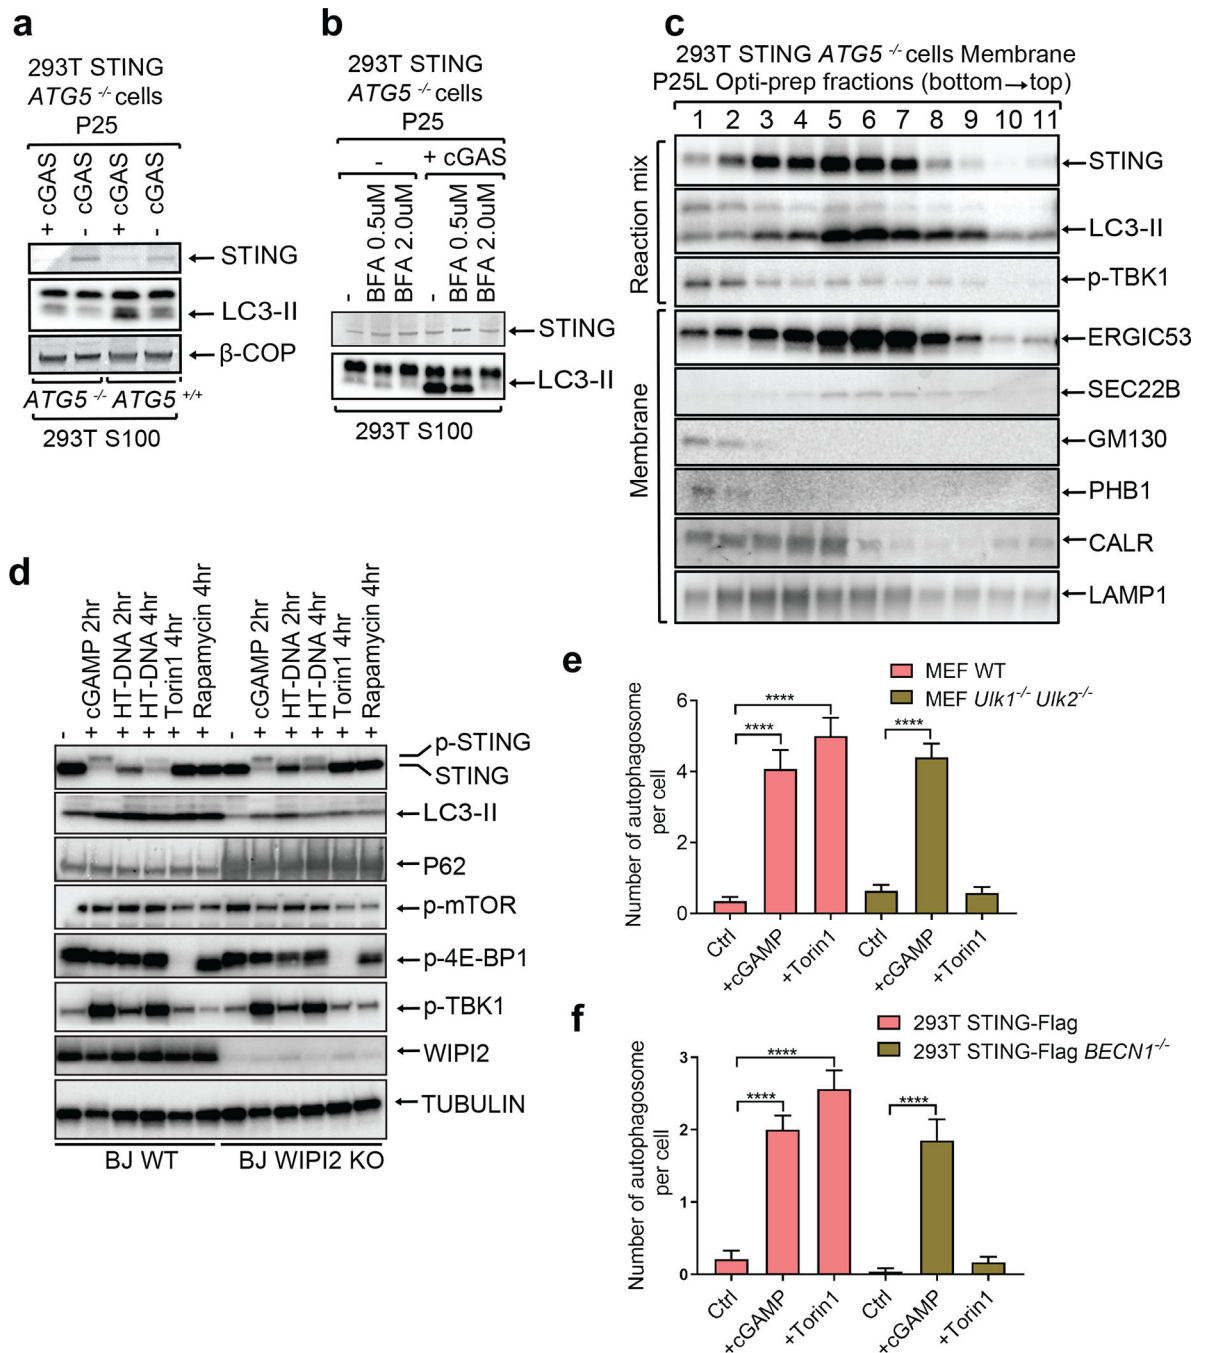 a
293T STING
ATG5 -/- cells
P25
+ cGAS
- cGAS
+ cGAS
- cGAS
STING
LC3-II
β-COP
ATG5 -/- ATG5 +/+
293T S100
b
293T STING
ATG5 -/- cells
P25
- + cGAS
-
BFA 0.5uM
BFA 2.0uM
-
BFA 0.5uM
BFA 2.0uM
STING
LC3-II
293T S100
c
293T STING ATG5 -/- cells Membrane
P25L Opti-prep fractions (bottom→top)
1 2 3 4 5 6 7 8 9 10 11
Reaction mix
STING
LC3-II
p-TBK1
Membrane
ERGIC53
SEC22B
GM130
PHB1
CALR
LAMP1
d
-
+ cGAMP 2hr
+ HT-DNA 2hr
+ HT-DNA 4hr
+ Torin1 4hr
+ Rapamycin 4hr
-
+ cGAMP 2hr
+ HT-DNA 2hr
+ HT-DNA 4hr
+ Torin1 4hr
+ Rapamycin 4hr
p-STING
STING
LC3-II
P62
p-mTOR
p-4E-BP1
p-TBK1
WIPI2
TUBULIN
BJ WT BJ WIPI2 KO
e
MEF WT
MEF Ulk1-/- Ulk2-/-
Number of autophagosome
per cell
6
4
2
0
****
****
****
Ctrl
+cGAMP
+Torin1
Ctrl
+cGAMP
+Torin1
f
293T STING-Flag
293T STING-Flag BECN1-/-
Number of autophagosome
per cell
3
2
1
0
****
****
****
Ctrl
+cGAMP
+Torin1
Ctrl
+cGAMP
+Torin1